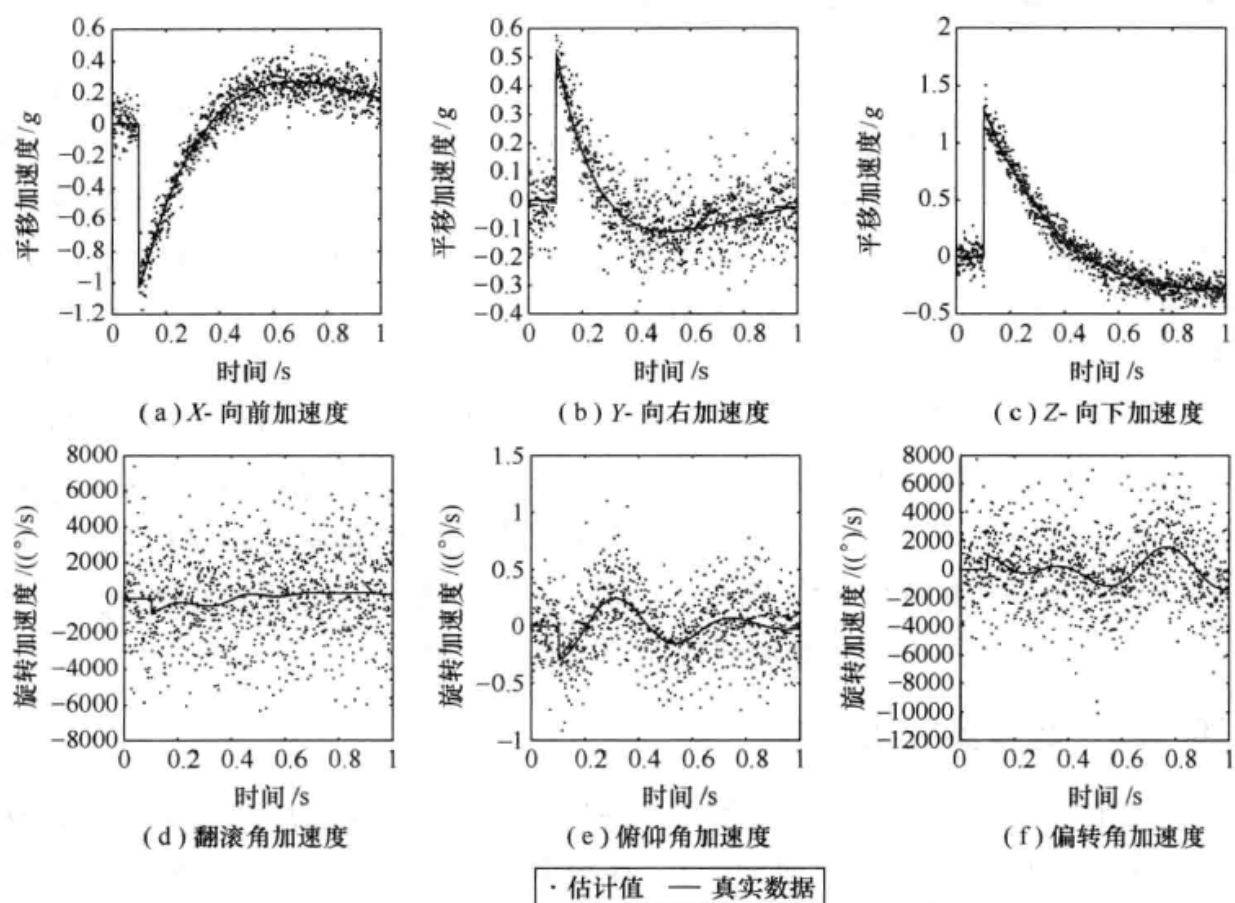 0.6
0.4
0.2
0
−0.2
−0.4
−0.6
−0.8
−1
−1.2
平移加速度/g
0 0.2 0.4 0.6 0.8 1
时间/s
(a)X-向前加速度
0.6
0.5
0.4
0.3
0.2
0.1
0
−0.1
−0.2
−0.3
0.4
平移加速度/g
0 0.2 0.4 0.6 0.8 1
时间/s
(b)Y-向右加速度
2
1.5
1
0.5
0
−0.5
平移加速度/g
0 0.2 0.4 0.6 0.8 1
时间/s
(c)Z-向下加速度
8000
6000
4000
2000
0
−2000
−4000
−6000
−8000
旋转加速度/((°)/s)
0 0.2 0.4 0.6 0.8 1
时间/s
(d)翻滚角加速度
1.5
1
0.5
0
−0.5
−1
旋转加速度/((°)/s)
0 0.2 0.4 0.6 0.8 1
时间/s
(e)俯仰角加速度
8000
6000
4000
2000
0
−2000
−4000
−6000
−8000
−10000
−12000
旋转加速度/((°)/s)
0 0.2 0.4 0.6 0.8 1
时间/s
(f)偏转角加速度
· 估计值 — 真实数据